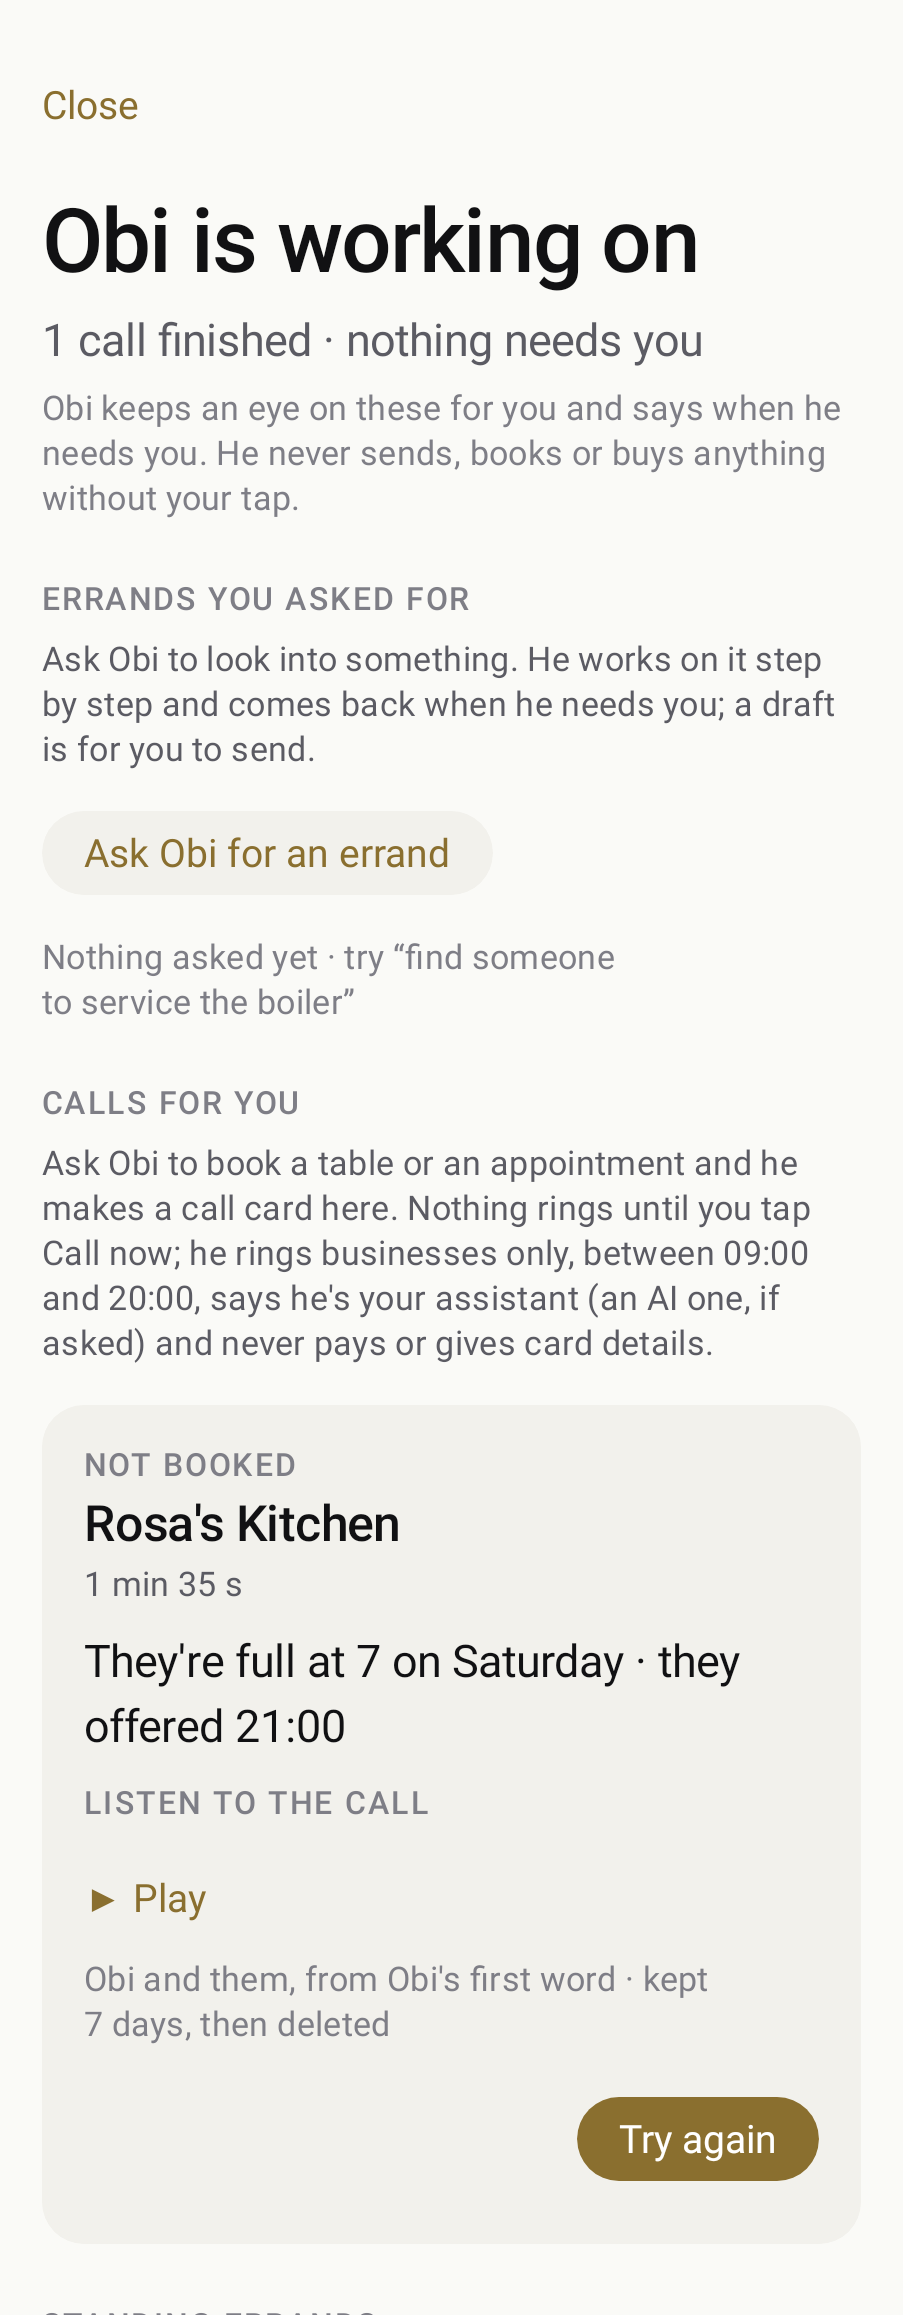 Close
Obi is working on
1 call finished · nothing needs you
Obi keeps an eye on these for you and says when he
needs you. He never sends, books or buys anything
without your tap.
ERRANDS YOU ASKED FOR
Ask Obi to look into something. He works on it step
by step and comes back when he needs you; a draft
is for you to send.
Ask Obi for an errand
Nothing asked yet · try “find someone
to service the boiler”
CALLS FOR YOU
Ask Obi to book a table or an appointment and he
makes a call card here. Nothing rings until you tap
Call now; he rings businesses only, between 09:00
and 20:00, says he's your assistant (an AI one, if
asked) and never pays or gives card details.
NOT BOOKED
Rosa's Kitchen
1 min 35 s
They're full at 7 on Saturday · they
offered 21:00
LISTEN TO THE CALL
► Play
Obi and them, from Obi's first word · kept
7 days, then deleted
Try again